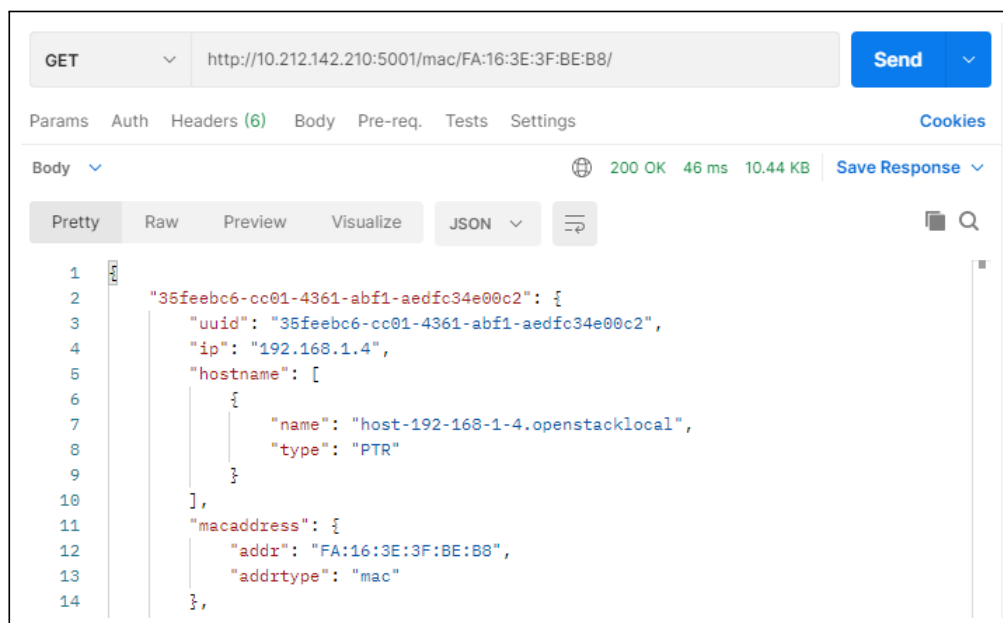 GET http://10.212.142.210:5001/mac/FA:16:3E:3F:BE:B8/ Send
Params Auth Headers (6) Body Pre-req. Tests Settings Cookies
Body 200 OK 46 ms 10.44 KB Save Response
Pretty Raw Preview Visualize JSON
1 {
2 "35feebc6-cc01-4361-abf1-aedfc34e00c2": {
3 "uuid": "35feebc6-cc01-4361-abf1-aedfc34e00c2",
4 "ip": "192.168.1.4",
5 "hostname": [
6 {
7 "name": "host-192-168-1-4.openstacklocal",
8 "type": "PTR"
9 }
10 ],
11 "macaddress": {
12 "addr": "FA:16:3E:3F:BE:B8",
13 "addrtype": "mac"
14 },